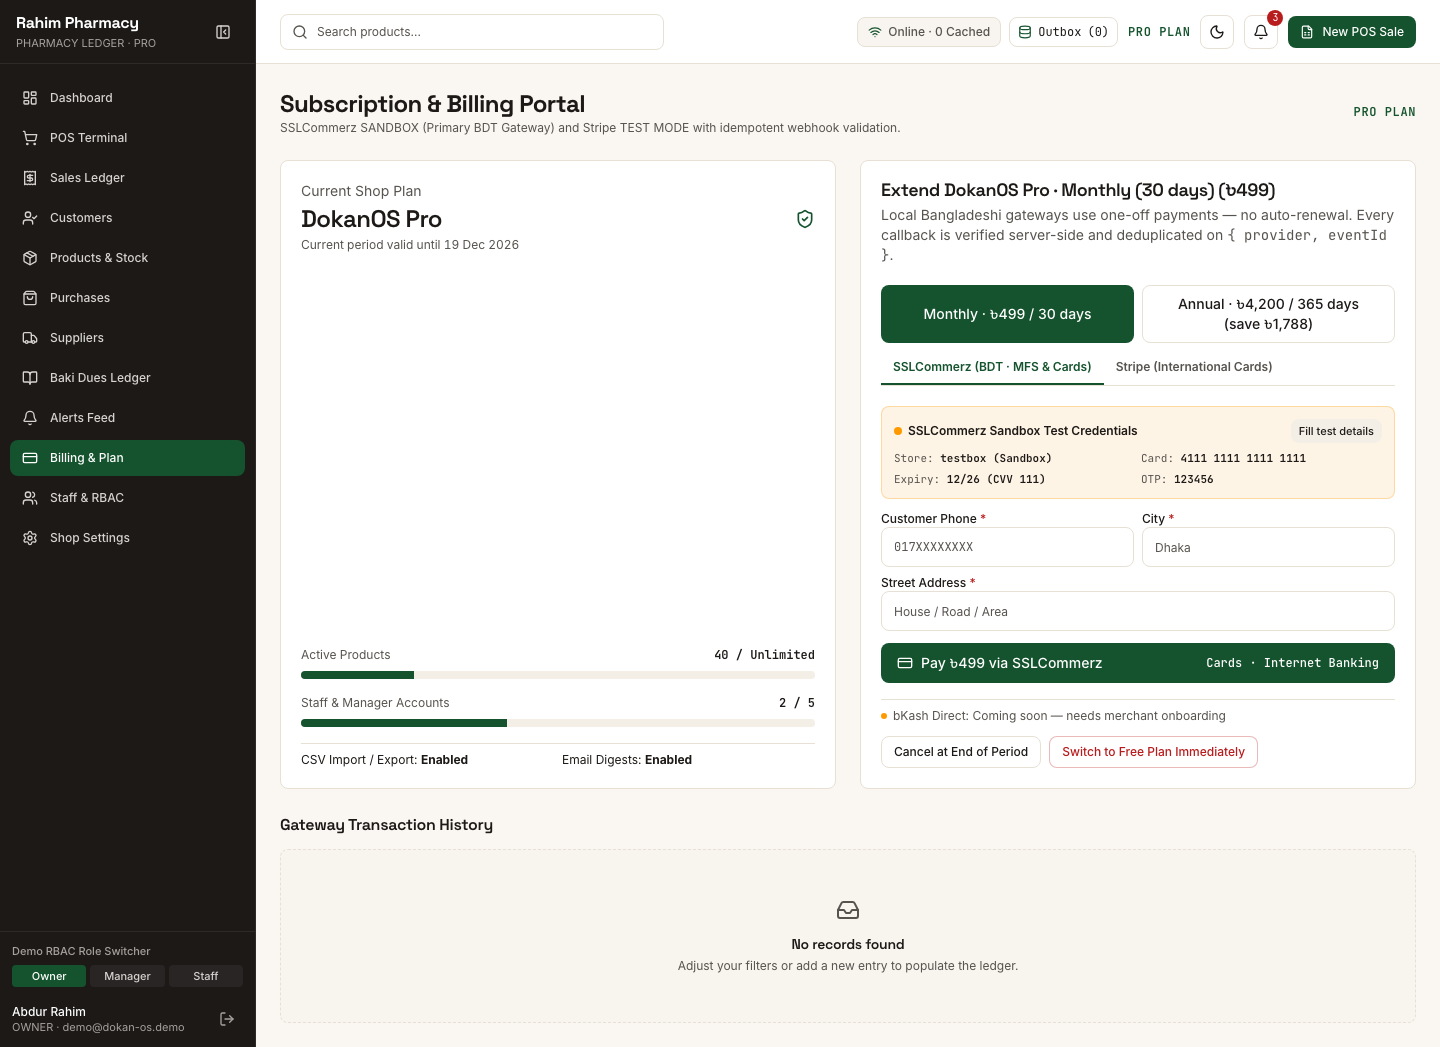 Rahim Pharmacy
PHARMACY LEDGER · PRO
Dashboard
POS Terminal
Sales Ledger
Customers
Products & Stock
Purchases
Suppliers
Baki Dues Ledger
Alerts Feed
Billing & Plan
Staff & RBAC
Shop Settings
Demo RBAC Role Switcher
Owner Manager Staff
Abdur Rahim
OWNER · demo@dokan-os.demo
Search products...
Online · 0 Cached
Outbox (0)
PRO PLAN
3
New POS Sale
Subscription & Billing Portal
SSLCommerz SANDBOX (Primary BDT Gateway) and Stripe TEST MODE with idempotent webhook validation.
PRO PLAN
Current Shop Plan
DokanOS Pro
Current period valid until 19 Dec 2026
Active Products 40 / Unlimited
Staff & Manager Accounts 2 / 5
CSV Import / Export: Enabled Email Digests: Enabled
Extend DokanOS Pro · Monthly (30 days) (৳499)
Local Bangladeshi gateways use one-off payments — no auto-renewal. Every
callback is verified server-side and deduplicated on { provider, eventId
}.
Monthly · ৳499 / 30 days
Annual · ৳4,200 / 365 days
(save ৳1,788)
SSLCommerz (BDT · MFS & Cards) Stripe (International Cards)
SSLCommerz Sandbox Test Credentials Fill test details
Store: testbox (Sandbox) Card: 4111 1111 1111 1111
Expiry: 12/26 (CVV 111) OTP: 123456
Customer Phone * City *
017XXXXXXXX Dhaka
Street Address *
House / Road / Area
Pay ৳499 via SSLCommerz Cards · Internet Banking
bKash Direct: Coming soon — needs merchant onboarding
Cancel at End of Period Switch to Free Plan Immediately
Gateway Transaction History
No records found
Adjust your filters or add a new entry to populate the ledger.